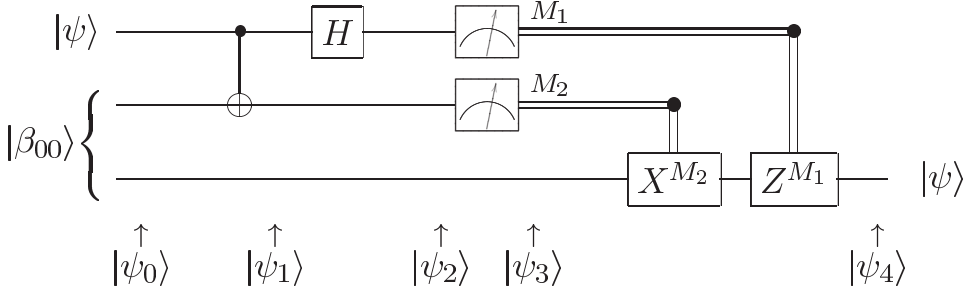 |ψ⟩ H M₁
M₂
|β₀₀⟩
X^{M₂} Z^{M₁} |ψ⟩
↑ ↑ ↑ ↑ ↑
|ψ₀⟩ |ψ₁⟩ |ψ₂⟩ |ψ₃⟩ |ψ₄⟩